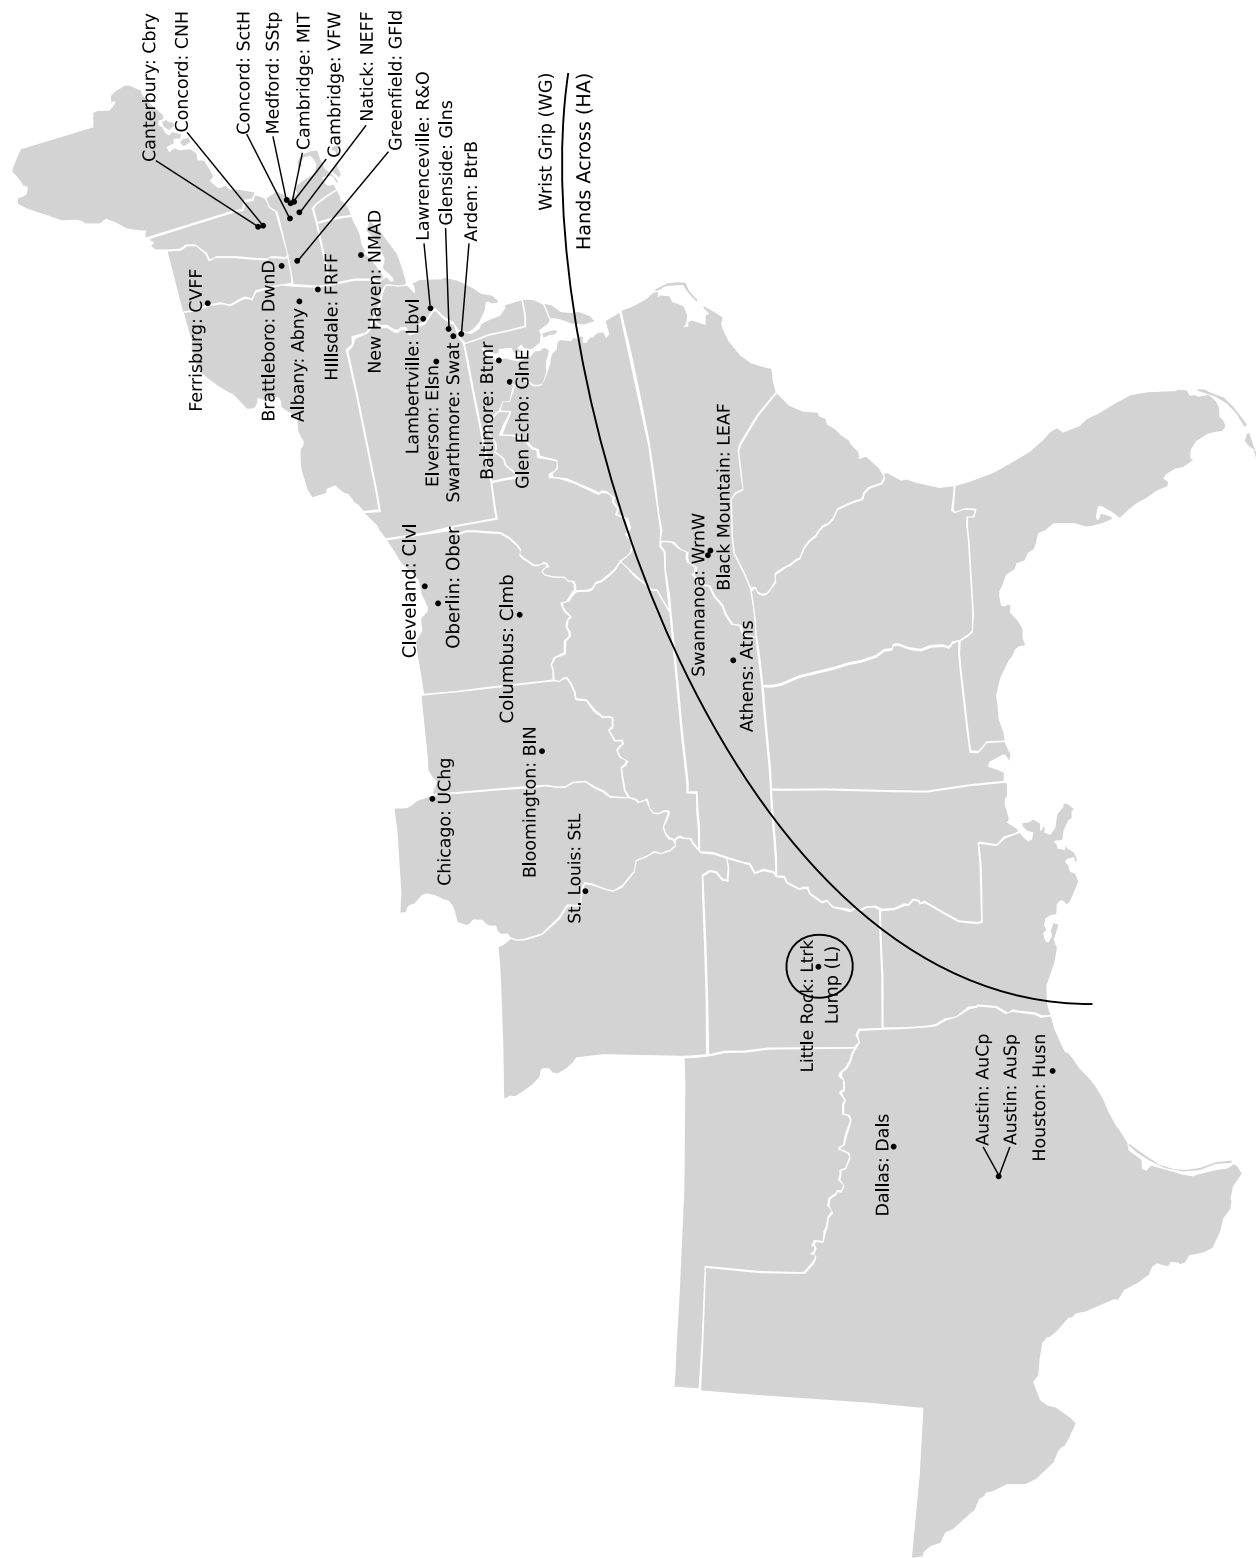 Canterbury: Cbry
Concord: CNH
Concord: SctH
Medford: SStp
Cambridge: MIT
Cambridge: VFW
Natick: NEFF
Greenfield: GFld
Lawrenceville: R&O
Glenside: Glns
Arden: BtrB
Wrist Grip (WG)
Hands Across (HA)
Ferrisburg: CVFF
Brattleboro: DwnD
Albany: Abny
Hillsdale: FRFF
New Haven: NMAD
Lambertville: Lbvl
Elverson: Elsn
Swarthmore: Swat
Baltimore: Btmr
Glen Echo: GlnE
Cleveland: Clvl
Oberlin: Ober
Columbus: Clmb
Swannanoa: WrnW
Black Mountain: LEAF
Athens: Atns
Chicago: UChg
Bloomington: BIN
St. Louis: StL
Little Rock: Ltrk
Lump (L)
Dallas: Dals
Austin: AuCp
Austin: AuSp
Houston: Husn